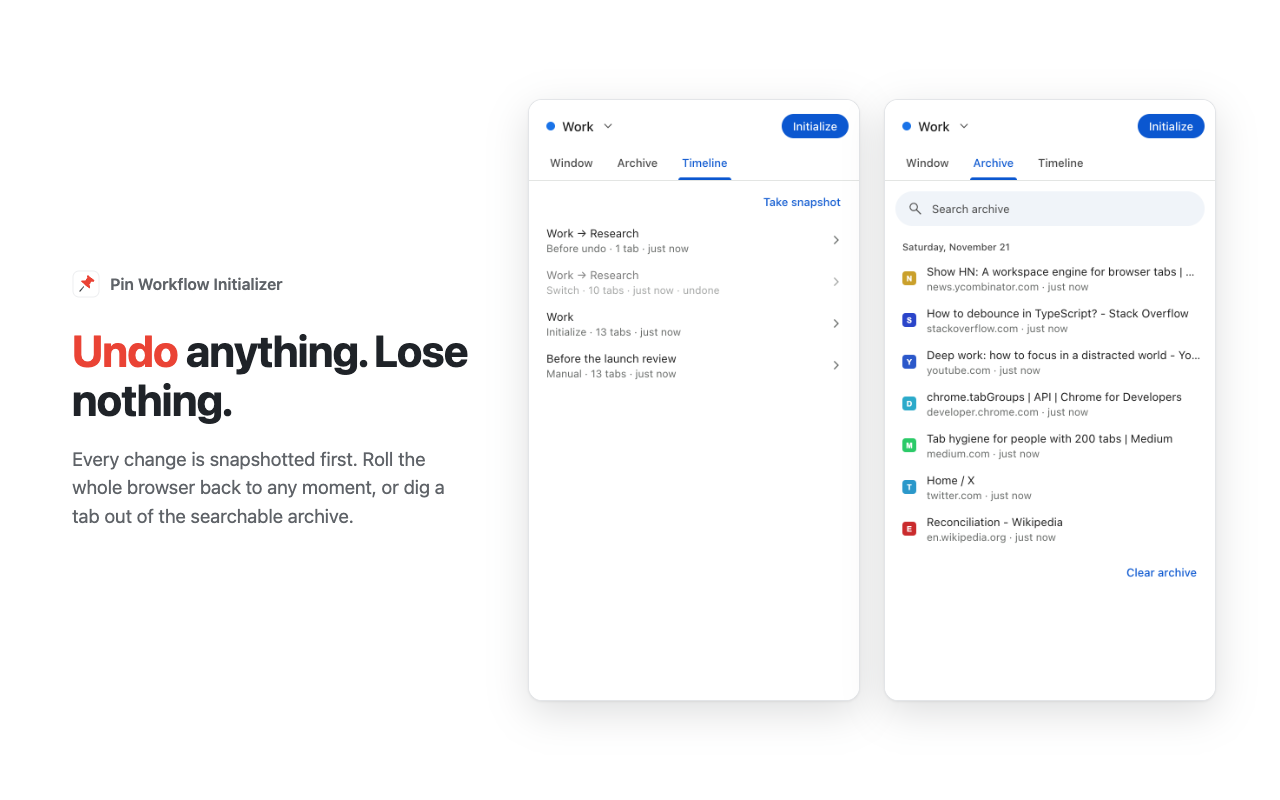 Pin Workflow Initializer
Undo anything. Lose
nothing.
Every change is snapshotted first. Roll the
whole browser back to any moment, or dig a
tab out of the searchable archive.
Work
Initialize
Window Archive Timeline
Take snapshot
Work → Research
Before undo · 1 tab · just now
Work → Research
Switch · 10 tabs · just now · undone
Work
Initialize · 13 tabs · just now
Before the launch review
Manual · 13 tabs · just now
Work
Initialize
Window Archive Timeline
Search archive
Saturday, November 21
N
Show HN: A workspace engine for browser tabs | ...
news.ycombinator.com · just now
S
How to debounce in TypeScript? - Stack Overflow
stackoverflow.com · just now
Y
Deep work: how to focus in a distracted world - Yo...
youtube.com · just now
D
chrome.tabGroups | API | Chrome for Developers
developer.chrome.com · just now
M
Tab hygiene for people with 200 tabs | Medium
medium.com · just now
T
Home / X
twitter.com · just now
E
Reconciliation - Wikipedia
en.wikipedia.org · just now
Clear archive